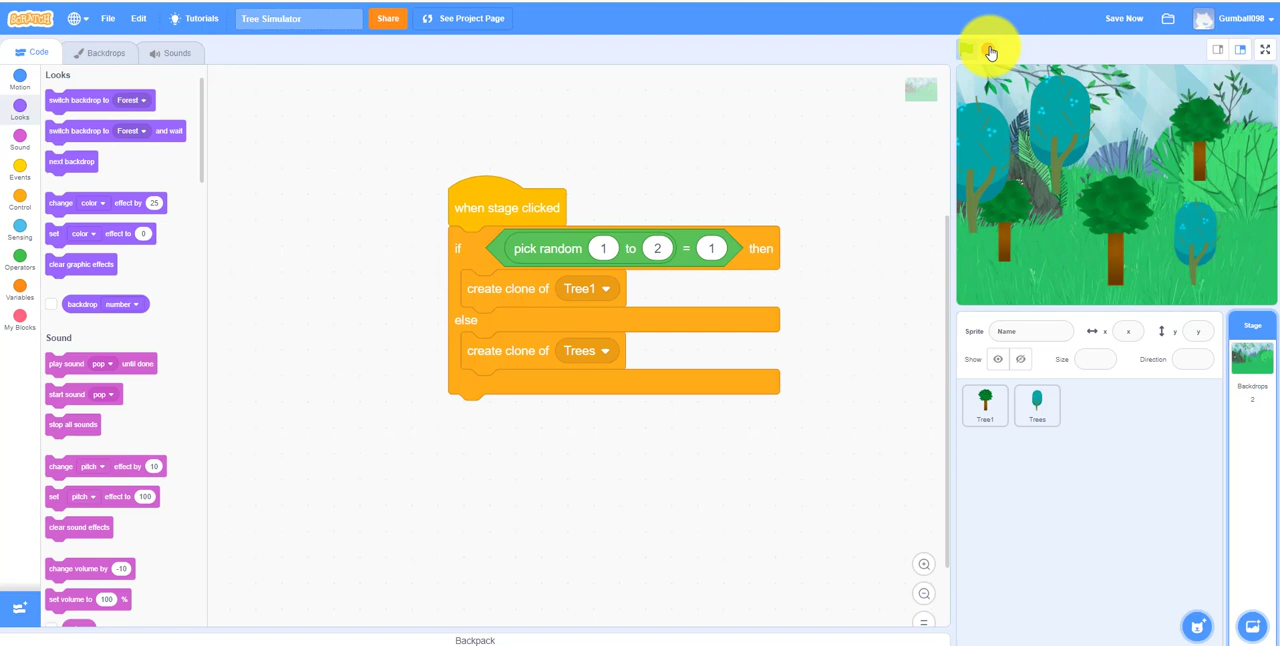 SCRATCH File Edit Tutorials Tree Simulator Share See Project Page Save Now Gumball098
Code Backdrops Sounds
Motion
Looks
Sound
Events
Control
Sensing
Operators
Variables
My Blocks
Looks
switch backdrop to Forest
switch backdrop to Forest and wait
next backdrop
change color effect by 25
set color effect to 0
clear graphic effects
backdrop number
Sound
play sound pop until done
start sound pop
stop all sounds
change pitch effect by 10
set pitch effect to 100
clear sound effects
change volume by -10
set volume to 100 %
when stage clicked
if pick random 1 to 2 = 1 then
create clone of Tree1
else
create clone of Trees
Sprite Name x x y y
Show Size Direction
Tree1 Trees
Stage
Backdrops
2
Backpack